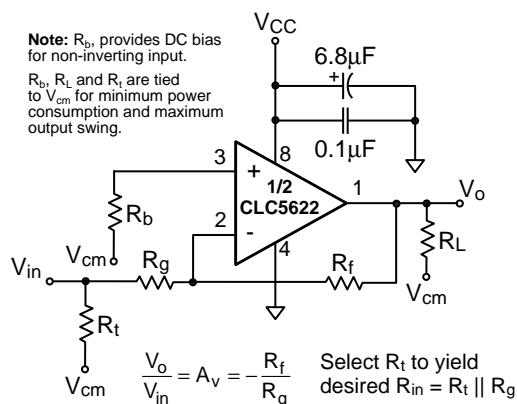 Note: Rb, provides DC bias
for non-inverting input.
Rb, RL and Rt are tied
to Vcm for minimum power
consumption and maximum
output swing.
VCC
6.8µF
+
0.1µF
3
8
+
1/2
CLC5622
1
Vo
Rb
2
-
4
RL
Vcm
Vin
Rg
Rf
Vcm
Rt
Vcm
Vo/Vin = Av = −Rf/Rg
Select Rt to yield
desired Rin = Rt || Rg